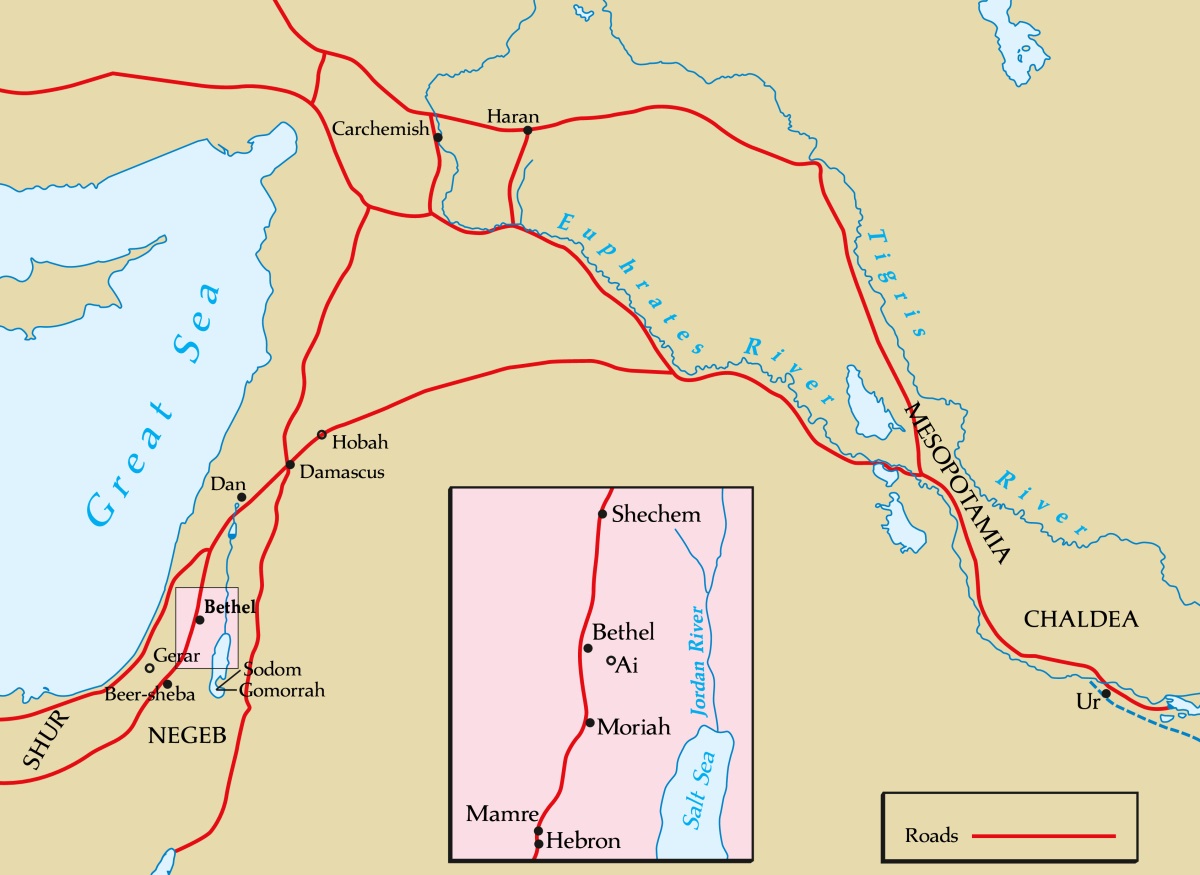 Haran
Carchemish
Euphrates River
Tigris River
Great Sea
Hobah
Damascus
Dan
MESOPOTAMIA
Bethel
Gerar
Sodom
Gomorrah
Beer-sheba
SHUR
NEGEB
CHALDEA
Ur
Shechem
Bethel
Ai
Jordan River
Moriah
Salt Sea
Mamre
Hebron
Roads